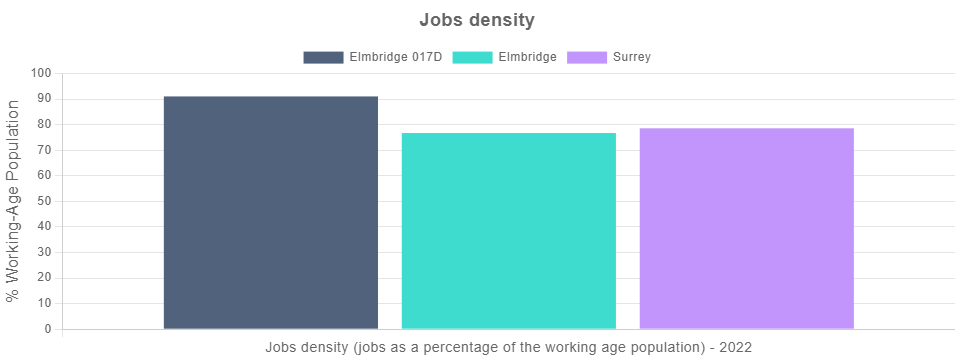 Jobs density
Elmbridge 017D Elmbridge Surrey
100
90
80
70
60
50
40
30
20
10
0
% Working-Age Population
Jobs density (jobs as a percentage of the working age population) - 2022